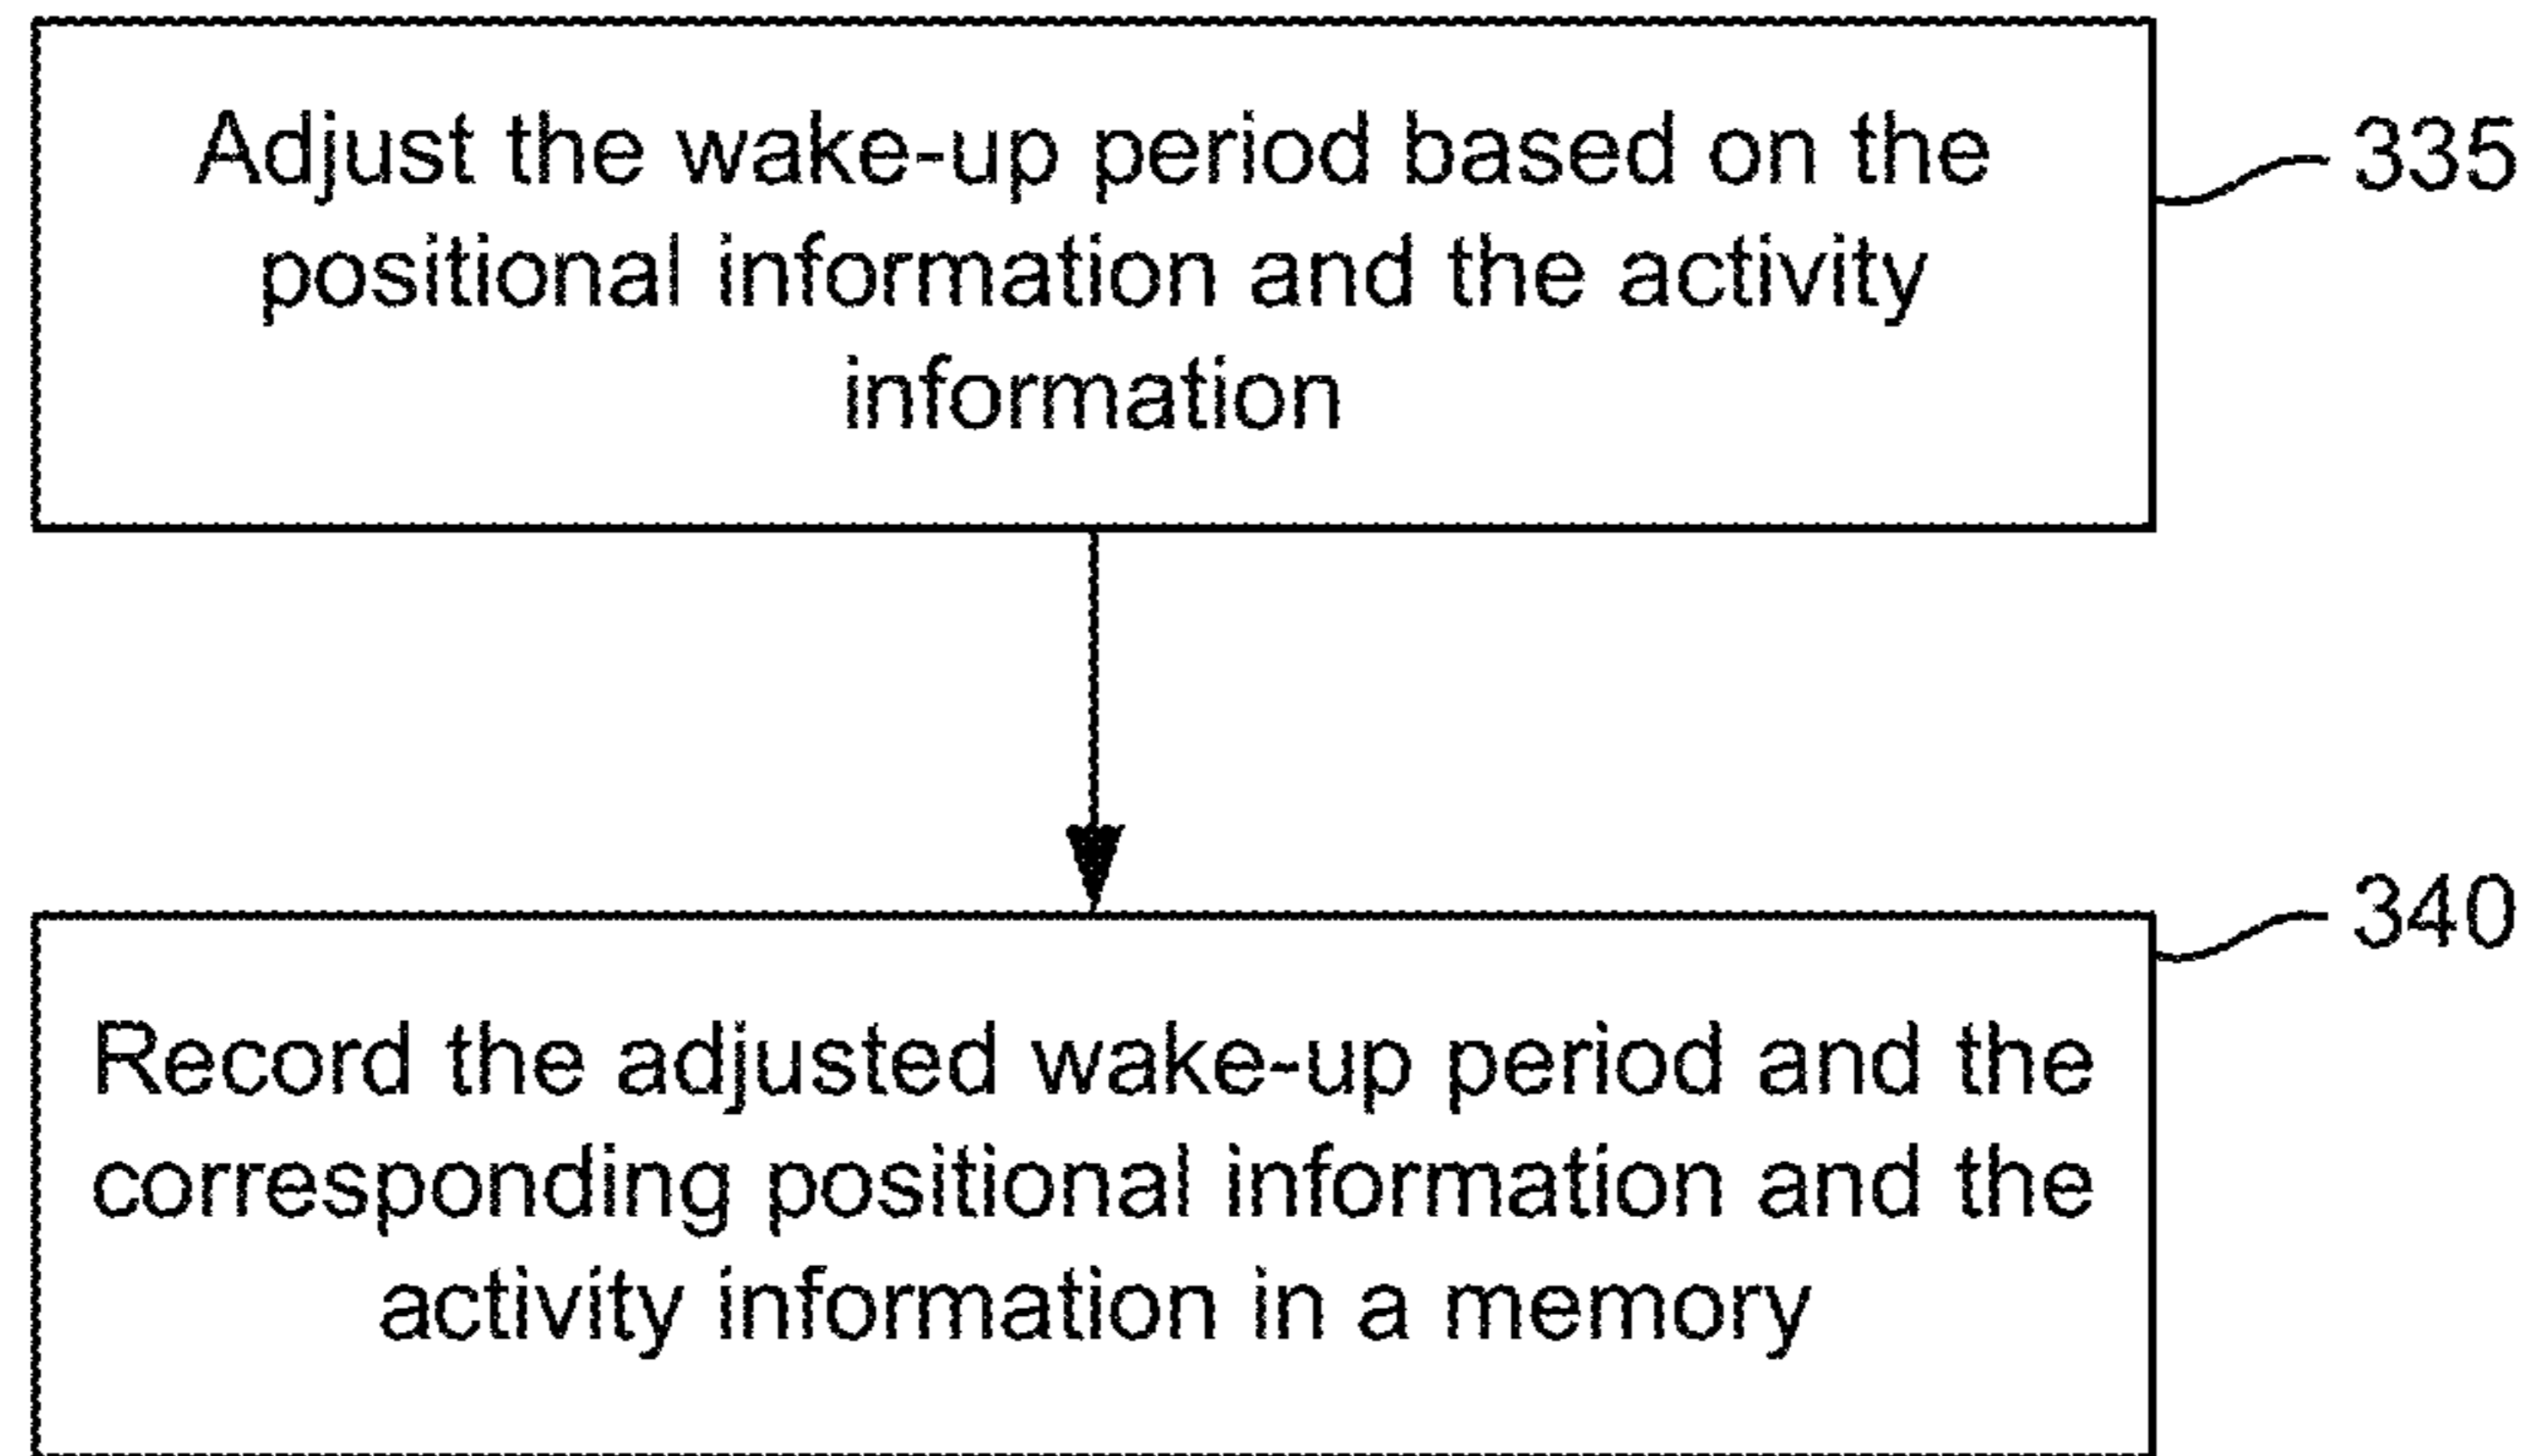 Adjust the wake-up period based on the
335
positional information and the activity
information
340
Record the adjusted wake-up period and the
corresponding positional information and the
activity information in a memory